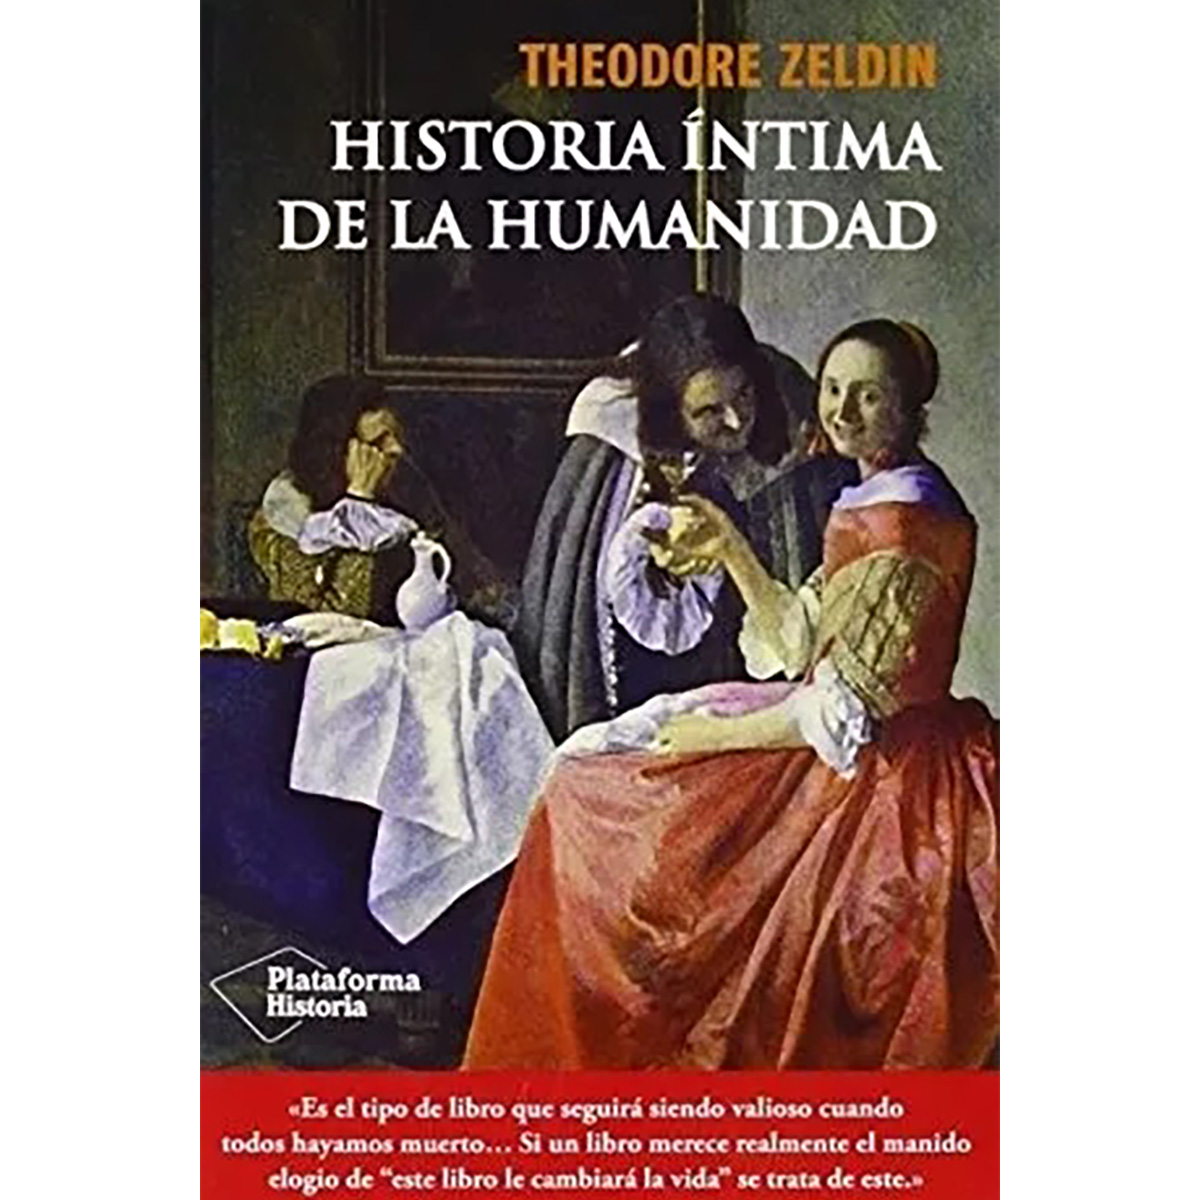 THEODORE ZELDIN
HISTORIA ÍNTIMA
DE LA HUMANIDAD
Plataforma
Historia
«Es el tipo de libro que seguirá siendo valioso cuando
todos hayamos muerto… Si un libro merece realmente el manido
elogio de “este libro le cambiará la vida” se trata de este.»